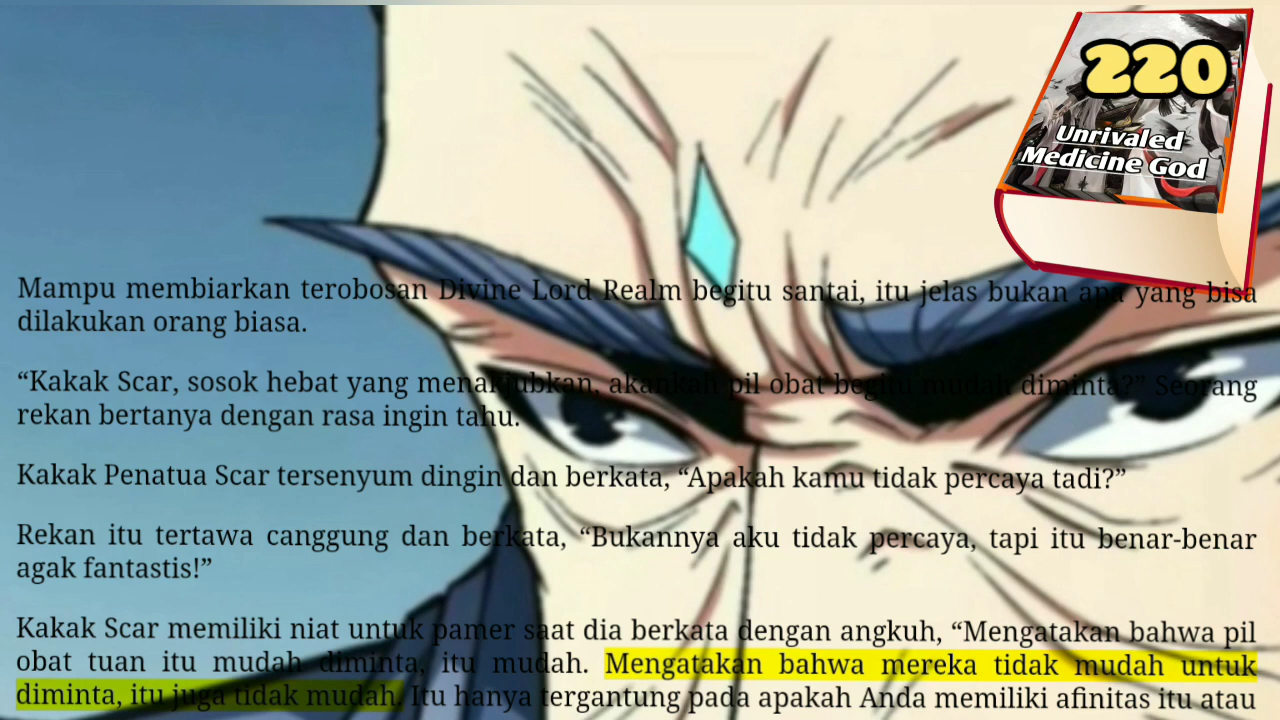 220
Unrivaled
Medicine God
Mampu membiarkan terobosan Divine Lord Realm begitu santai, itu jelas bukan apa yang bisa
dilakukan orang biasa.
“Kakak Scar, sosok hebat yang menakjubkan, akankah pil obat begitu mudah diminta?” Seorang
rekan bertanya dengan rasa ingin tahu.
Kakak Penatua Scar tersenyum dingin dan berkata, “Apakah kamu tidak percaya tadi?”
Rekan itu tertawa canggung dan berkata, “Bukannya aku tidak percaya, tapi itu benar-benar
agak fantastis!”
Kakak Scar memiliki niat untuk pamer saat dia berkata dengan angkuh, “Mengatakan bahwa pil
obat tuan itu mudah diminta, itu mudah. Mengatakan bahwa mereka tidak mudah untuk
diminta, itu juga tidak mudah. Itu hanya tergantung pada apakah Anda memiliki afinitas itu atau